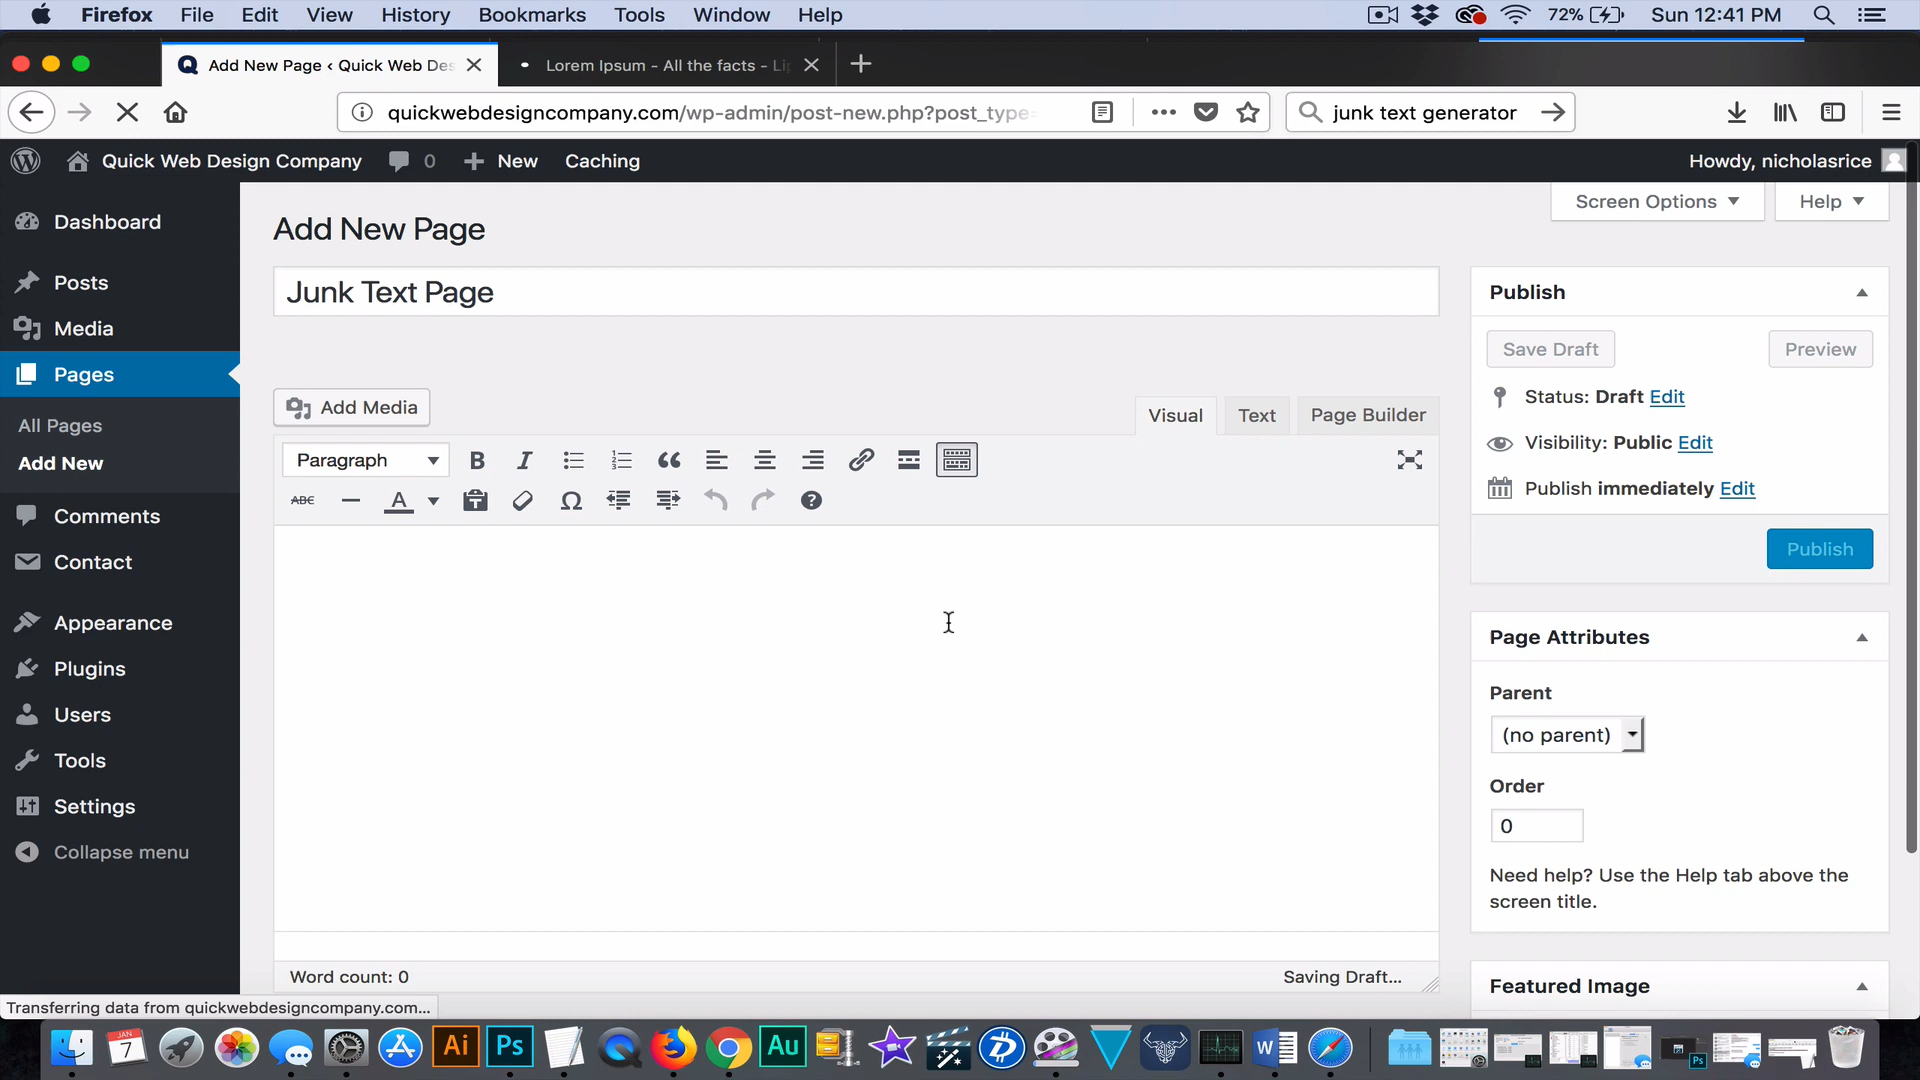 Firefox File Edit View History Bookmarks Tools Window Help 72% Sun 12:41 PM
Add New Page ‹ Quick Web Des Lorem Ipsum - All the facts - Li
quickwebdesigncompany.com/wp-admin/post-new.php?post_type= junk text generator
Quick Web Design Company 0 New Caching Howdy, nicholasrice
Screen Options Help
Dashboard
Posts
Media
Pages
All Pages
Add New
Comments
Contact
Appearance
Plugins
Users
Tools
Settings
Collapse menu
Add New Page
Junk Text Page
Add Media Visual Text Page Builder
Paragraph B I
ABC A
Word count: 0 Saving Draft...
Publish
Save Draft Preview
Status: Draft Edit
Visibility: Public Edit
Publish immediately Edit
Publish
Page Attributes
Parent
(no parent)
Order
0
Need help? Use the Help tab above the
screen title.
Featured Image
Transferring data from quickwebdesigncompany.com...
JAN
7
Ai
Ps
Au
W
Ps